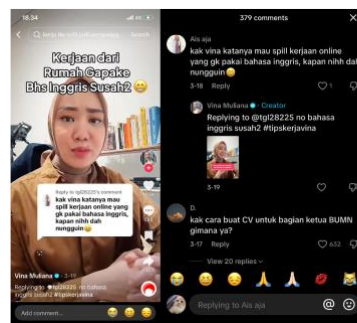 18.34
Search
Kerjaan dari
Rumah Gapake
Bhs Inggris Susah2
Reply to @tgl28225's comment
kak vina katanya mau
spill kerjaan online yang
gk pakai bahasa inggris,
kapan nihh dah
nungguin
Vina Muliana · 3-19
Replying to @tgl28225 no bahasa
inggris susah2 #tipskerjavina
Add comment...
379 comments
Ais aja
kak vina katanya mau spill kerjaan online
yang gk pakai bahasa inggris, kapan nihh dah
nungguin
3-18 Reply
1
Vina Muliana · Creator
Replying to @tgl28225 no bahasa
inggris susah2 #tipskerjavina
3-19
D.
kak cara buat CV untuk bagian ketua BUMN
gimana ya?
3-17 Reply
632
View 20 replies
Replying to Ais aja